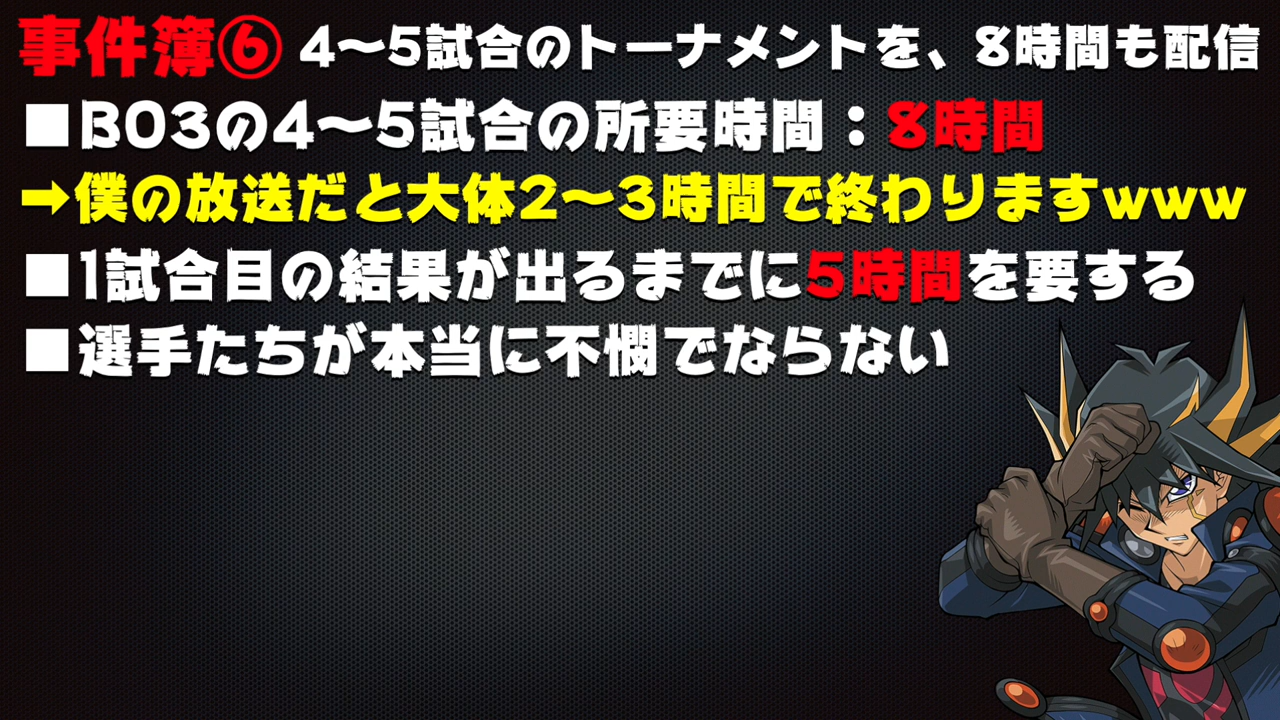 事件簿⑥ 4～5試合のトーナメントを、8時間も配信
■BO3の4～5試合の所要時間：8時間
➡僕の放送だと大体2～3時間で終わりますwww
■1試合目の結果が出るまでに5時間を要する
■選手たちが本当に不憫でならない